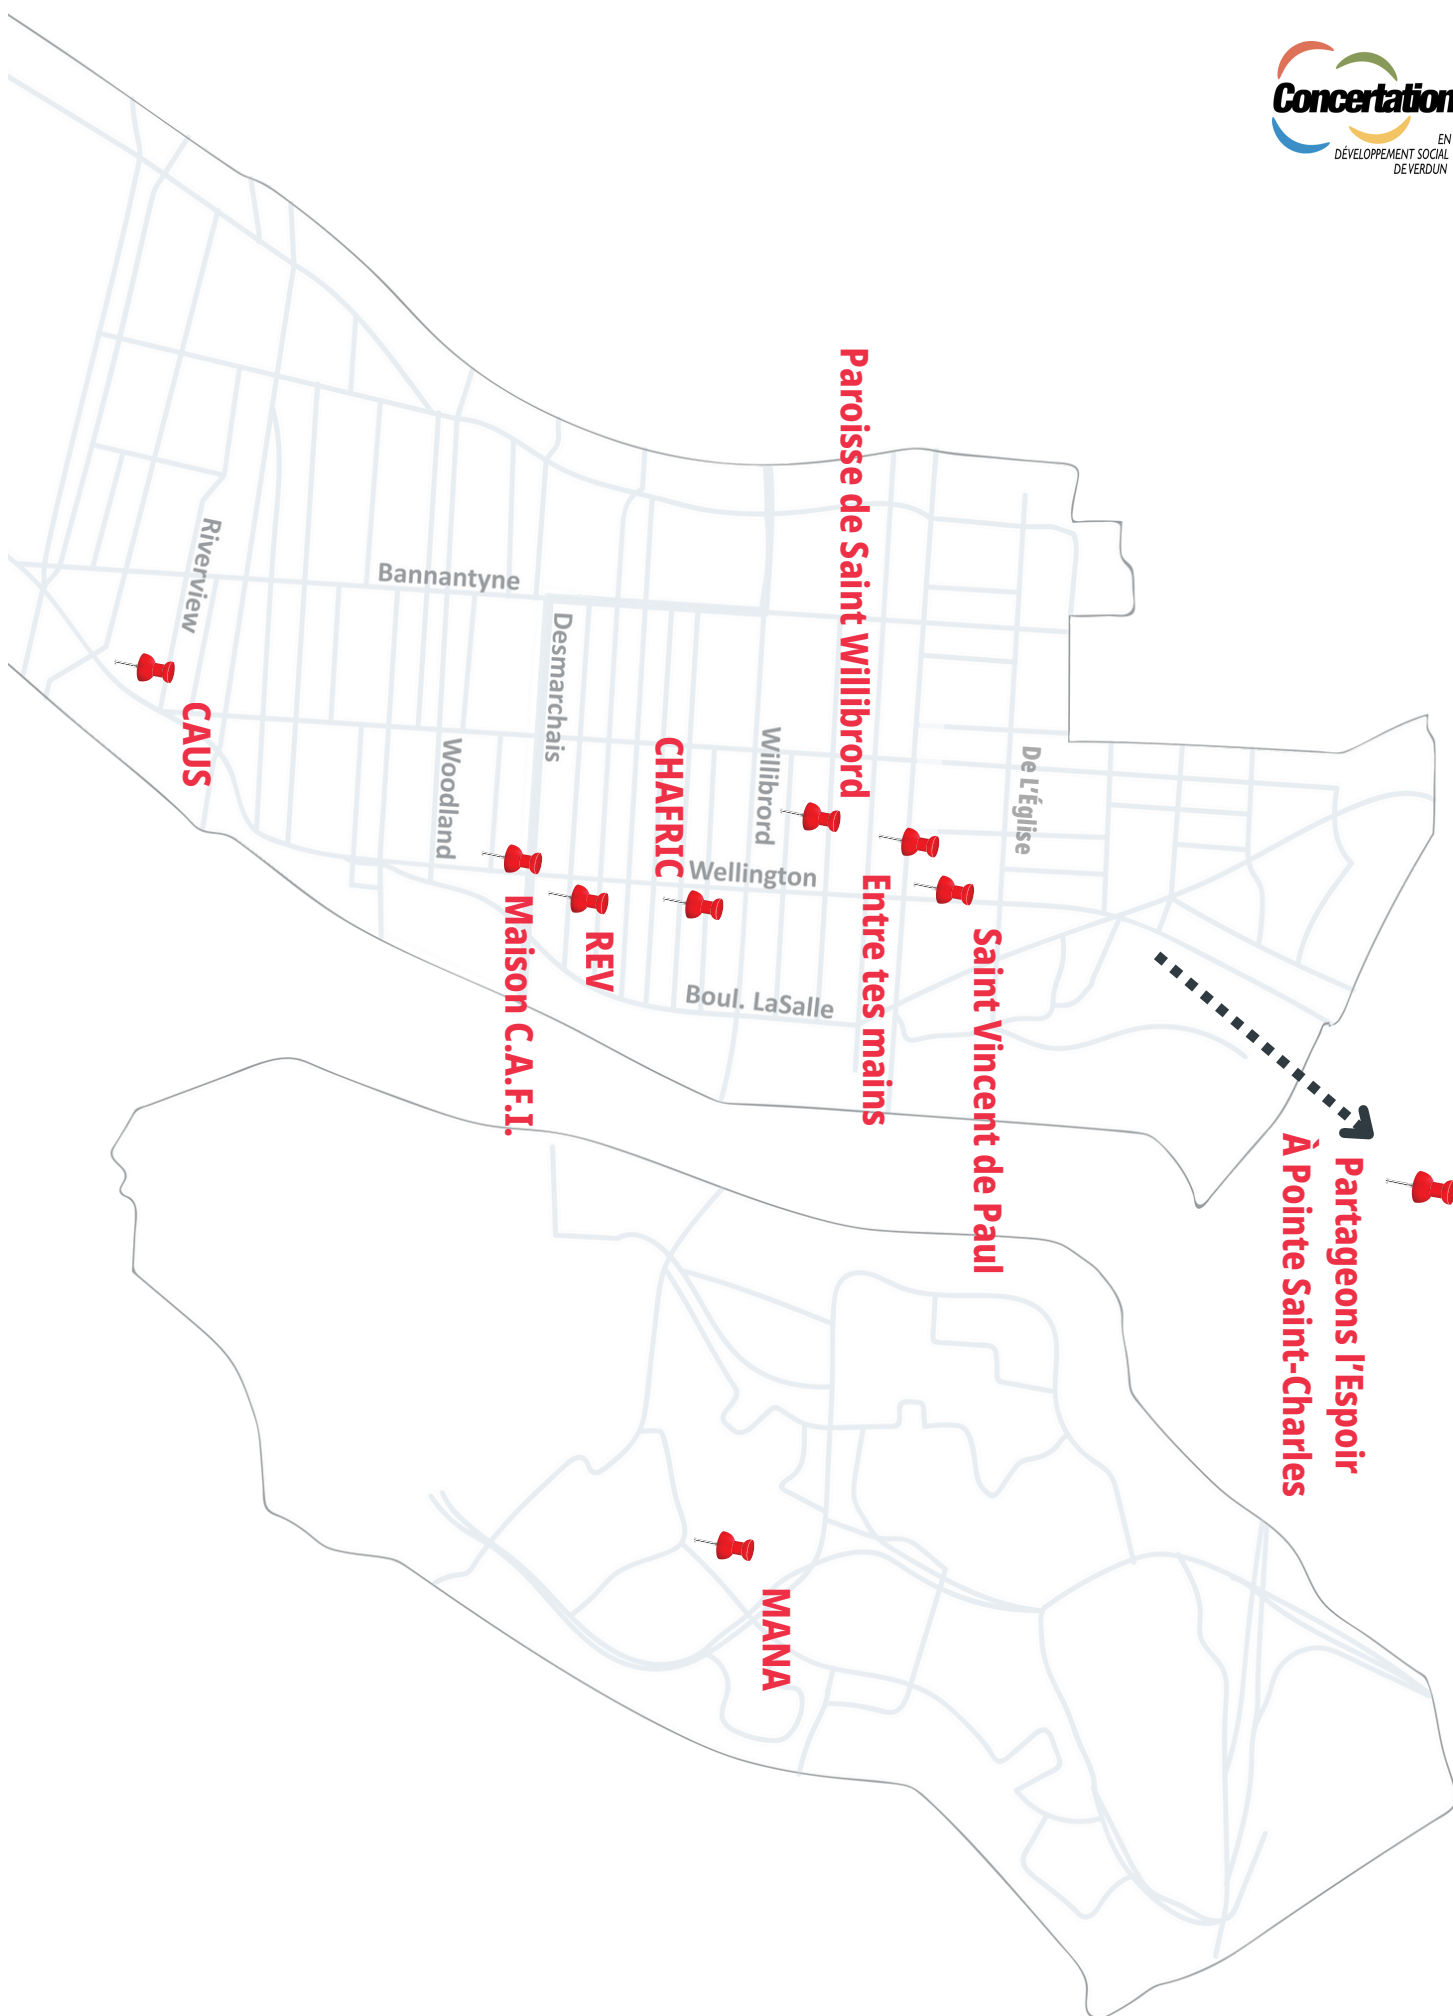 Concertation
EN
DÉVELOPPEMENT SOCIAL
DE VERDUN
Paroisse de Saint Willibrord
Riverview
Bannantyne
Desmarchais
CAUS
Woodland
CHAFRIC
Willibrord
De L'Église
Wellington
Entre tes mains
Maison C.A.F.I.
REV
Saint Vincent de Paul
Boul. LaSalle
Partageons l'Espoir
À Pointe Saint-Charles
MANA